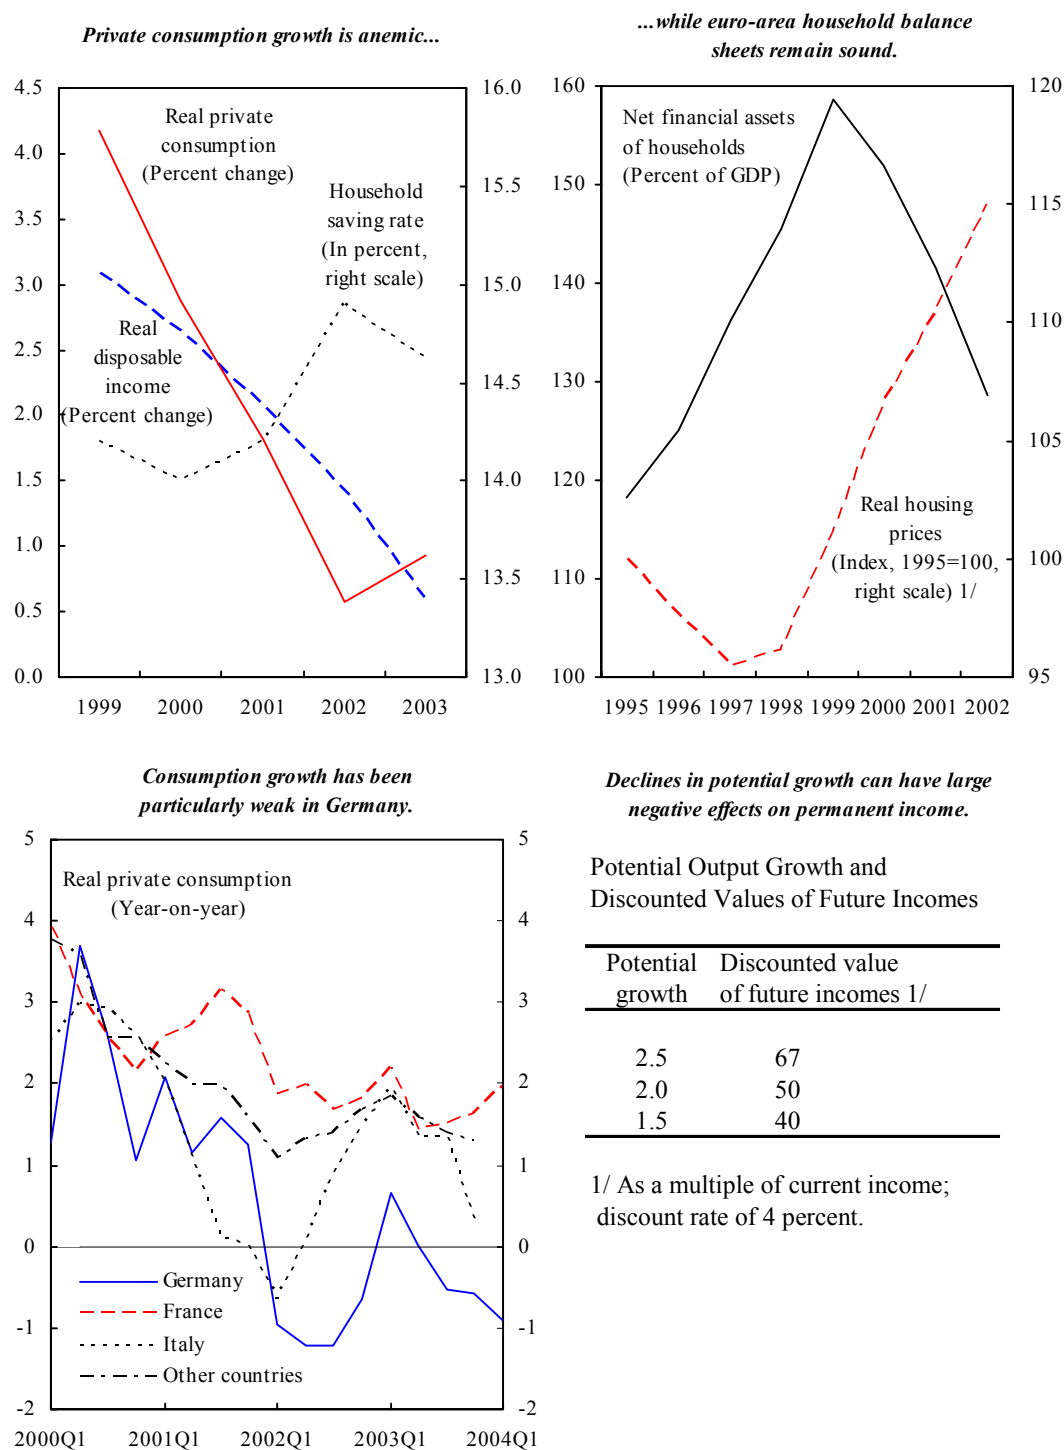 Private consumption growth is anemic...
4.5
4.0
3.5
3.0
2.5
2.0
1.5
1.0
0.5
0.0
16.0
15.5
15.0
14.5
14.0
13.5
13.0
Real private
consumption
(Percent change)
Household
saving rate
(In percent,
right scale)
Real
disposable
income
(Percent change)
1999 2000 2001 2002 2003
...while euro-area household balance
sheets remain sound.
160
150
140
130
120
110
100
120
115
110
105
100
95
Net financial assets
of households
(Percent of GDP)
Real housing
prices
(Index, 1995=100,
right scale) 1/
1995 1996 1997 1998 1999 2000 2001 2002
Consumption growth has been
particularly weak in Germany.
5
4
3
2
1
0
-1
-2
5
4
3
2
1
0
-1
-2
Real private consumption
(Year-on-year)
Germany
France
Italy
Other countries
2000Q1 2001Q1 2002Q1 2003Q1 2004Q1
Declines in potential growth can have large
negative effects on permanent income.
Potential Output Growth and
Discounted Values of Future Incomes
Potential Discounted value
growth of future incomes 1/
2.5 67
2.0 50
1.5 40
1/ As a multiple of current income;
discount rate of 4 percent.